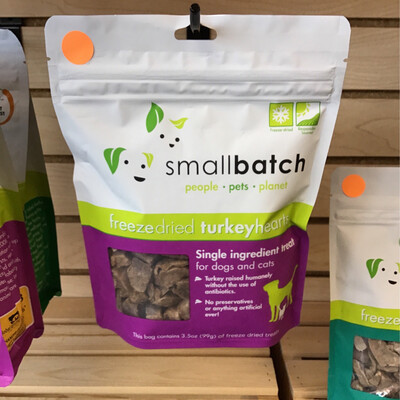 smallbatch
people • pets • planet
freezedried turkeyhearts
Single ingredient treats
for dogs and cats
Turkey raised humanely
without the use of
antibiotics.
No preservatives
or anything artificial
ever!
This bag contains 3.5oz (99g) of freeze dried treats
sm
freeze